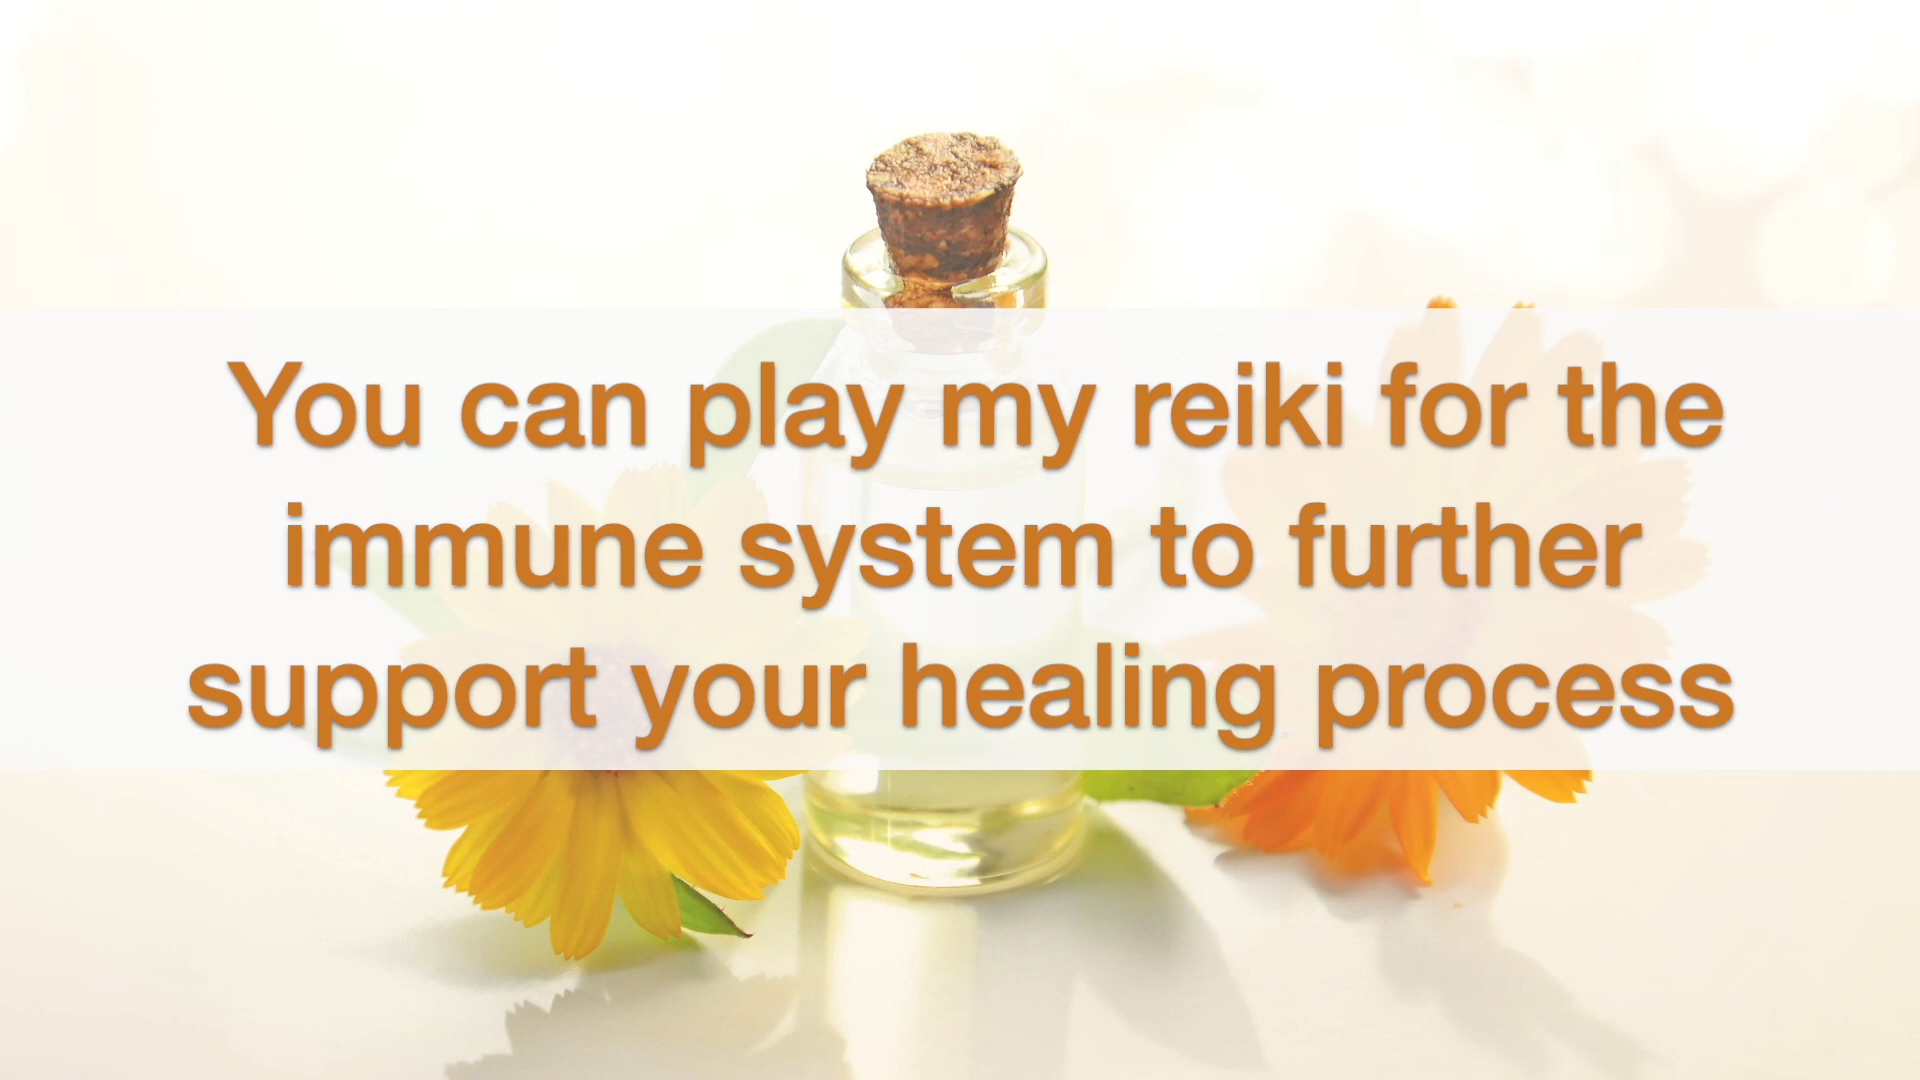 You can play my reiki for the
immune system to further
support your healing process